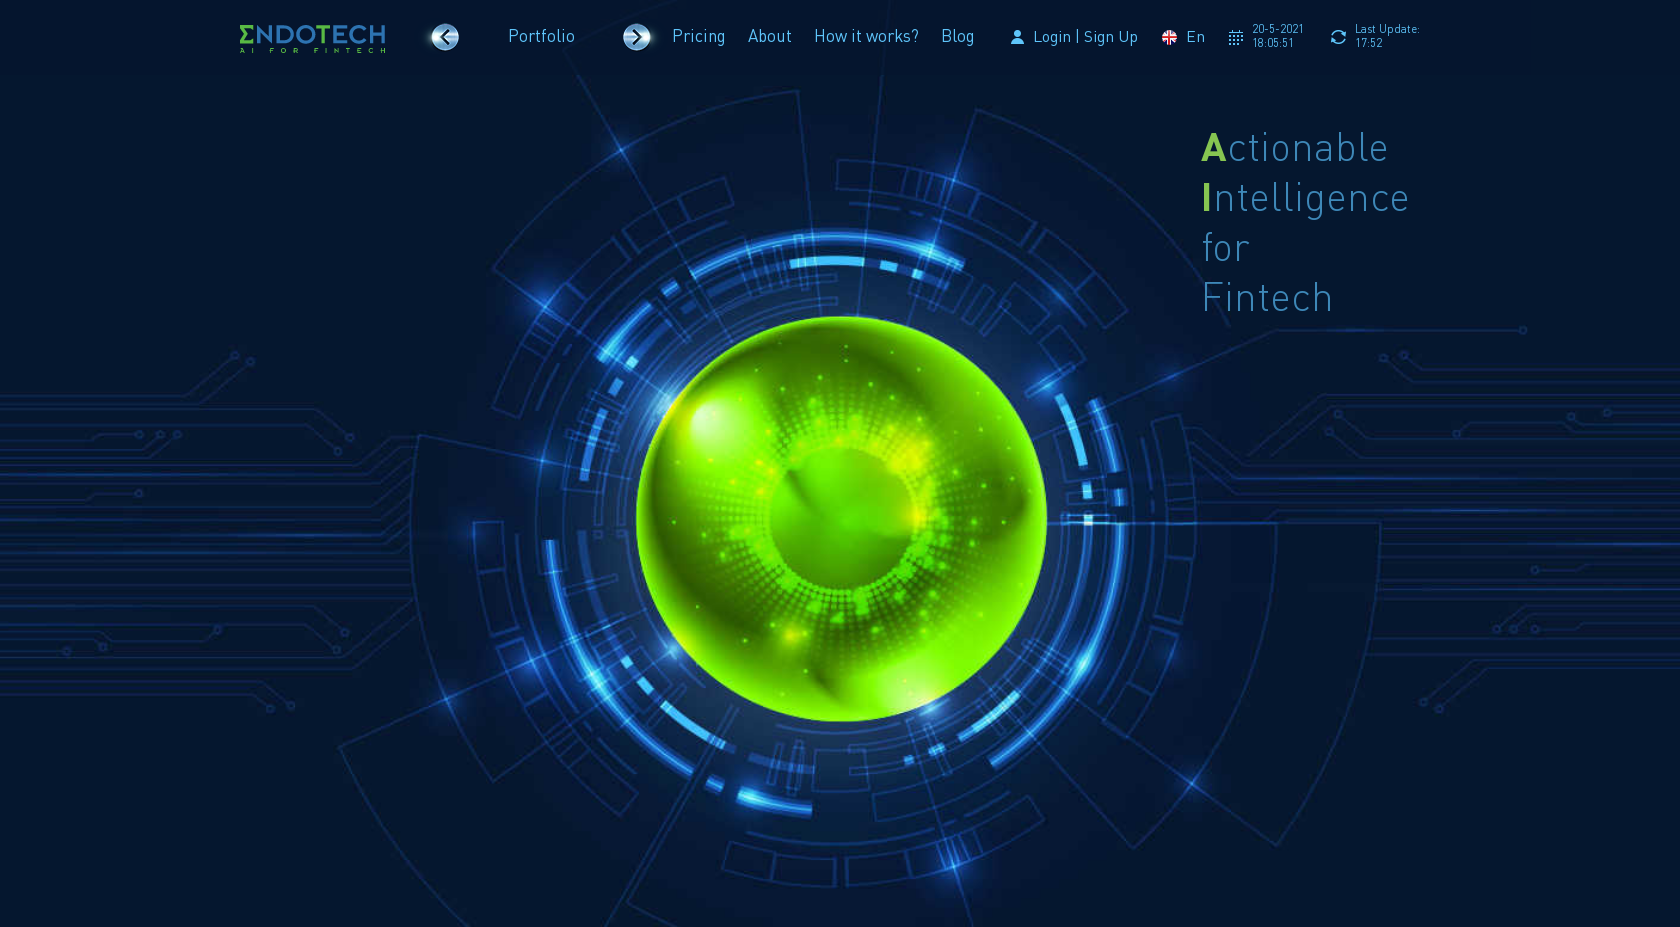 ΣNDOTECH
AI FOR FINTECH
Portfolio
Pricing
About
How it works?
Blog
Login | Sign Up
En
20-5-2021
18:05:51
Last Update:
17:52
Actionable
Intelligence
for
Fintech